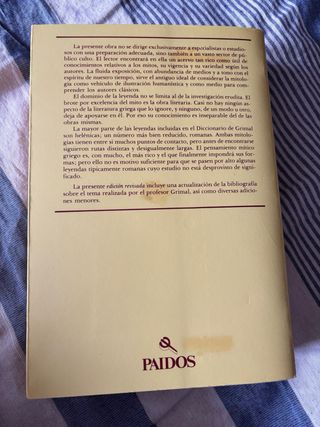 La presente obra no se dirige exclusivamente a especialistas o estudio-
sos con una preparación adecuada, sino también a un vasto sector de pú-
blico culto. El lector encontrará en ella un acervo tan rico como útil de
conocimientos relativos a los mitos, su vigencia y su variedad según los
autores. La fluida exposición, con abundancia de medios y a tono con el
espíritu de nuestro tiempo, sirve al antiguo ideal de considerar la mitolo-
gía como vehículo de ilustración humanística y como medio para com-
prender los autores clásicos.
El dominio de la leyenda no se limita al de la investigación erudita. El
brote por excelencia del mito es la obra literaria. Casi no hay ningún as-
pecto de la literatura griega que lo ignore, y ninguno, de un modo u otro,
deja de apoyarse en él. Por eso su conocimiento es inseparable del de las
obras mismas.
La mayor parte de las leyendas incluidas en el Diccionario de Grimal
son helénicas; un número más bien reducido, romanas. Ambas mitolo-
gías tienen entre sí muchos puntos de contacto, pero antes de encontrarse
siguieron rutas distintas y desigualmente largas. El pensamiento mítico
griego es, con mucho, el más rico y el que finalmente impondrá sus for-
mas; pero ello no es motivo suficiente para que se pasen por alto algunas
leyendas típicamente romanas cuyo estudio no está desprovisto de signi-
ficado.
La presente edición revisada incluye una actualización de la bibliografía
sobre el tema realizada por el profesor Grimal, así como diversas adicio-
nes menores.
PAIDOS